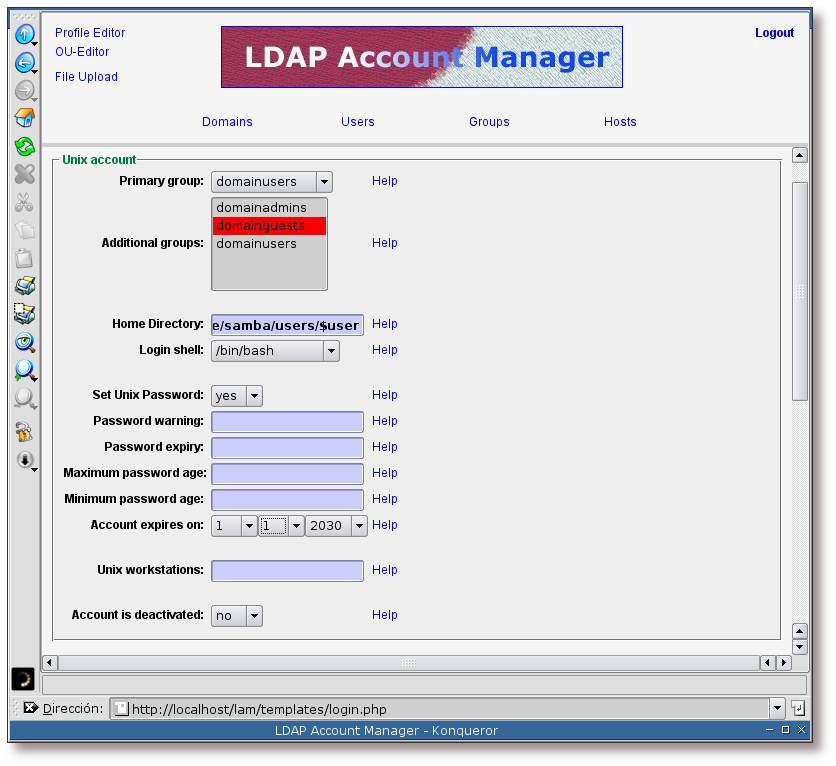 Profile Editor
OU-Editor
File Upload
LDAP Account Manager
Logout
Domains Users Groups Hosts
Unix account
Primary group: domainusers Help
Additional groups: domainadmins Help
domainguests
domainusers
Home Directory: e/samba/users/$user Help
Login shell: /bin/bash Help
Set Unix Password: yes Help
Password warning: Help
Password expiry: Help
Maximum password age: Help
Minimum password age: Help
Account expires on: 1 1 2030 Help
Unix workstations: Help
Account is deactivated: no Help
Dirección: http://localhost/lam/templates/login.php
LDAP Account Manager - Konqueror